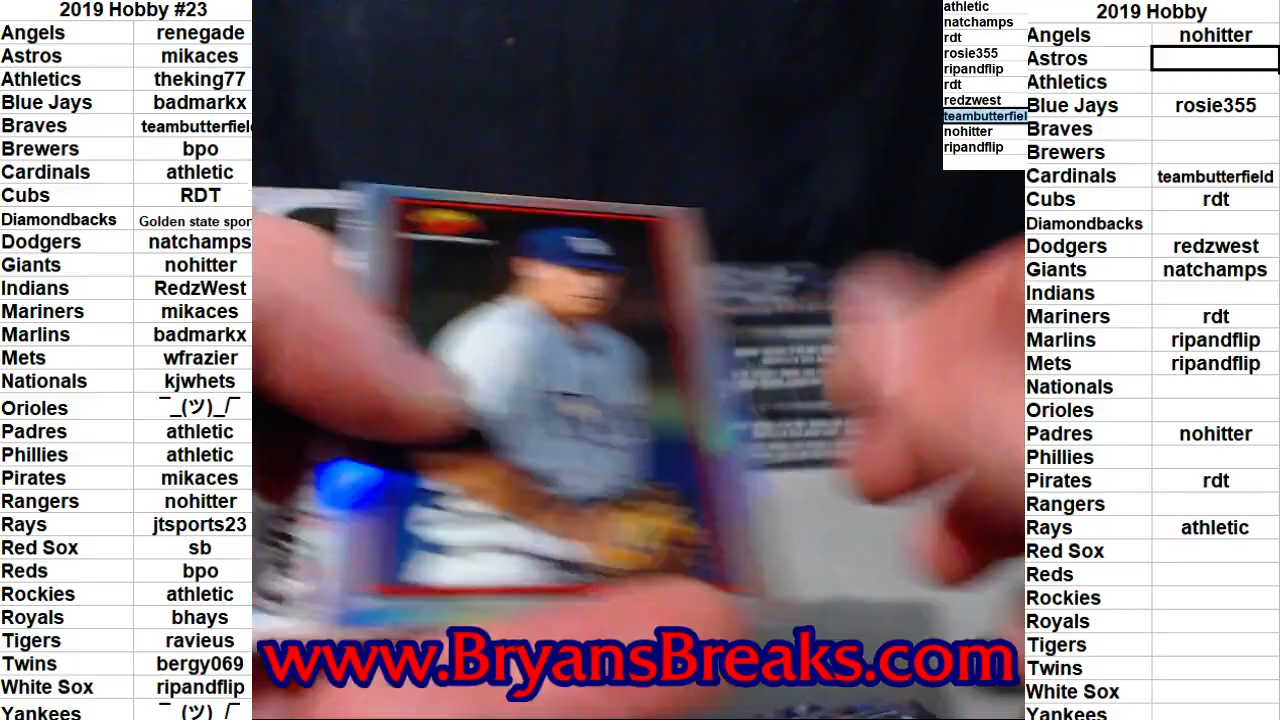 2019 Hobby #23
Angels renegade
Astros mikaces
Athletics theking77
Blue Jays badmarkx
Braves teambutterfiel
Brewers bpo
Cardinals athletic
Cubs RDT
Diamondbacks Golden state spor
Dodgers natchamps
Giants nohitter
Indians RedzWest
Mariners mikaces
Marlins badmarkx
Mets wfrazier
Nationals kjwhets
Orioles ¯_(ツ)_/¯
Padres athletic
Phillies athletic
Pirates mikaces
Rangers nohitter
Rays jtsports23
Red Sox sb
Reds bpo
Rockies athletic
Royals bhays
Tigers ravieus
Twins bergy069
White Sox ripandflip
Yankees ¯_(ツ)_/¯
www.BryansBreaks.com
athletic
natchamps
rdt
rosie355
ripandflip
rdt
redzwest
teambutterfiel
nohitter
ripandflip
2019 Hobby
Angels nohitter
Astros
Athletics
Blue Jays rosie355
Braves
Brewers
Cardinals teambutterfield
Cubs rdt
Diamondbacks
Dodgers redzwest
Giants natchamps
Indians
Mariners rdt
Marlins ripandflip
Mets ripandflip
Nationals
Orioles
Padres nohitter
Phillies
Pirates rdt
Rangers
Rays athletic
Red Sox
Reds
Rockies
Royals
Tigers
Twins
White Sox
Yankees